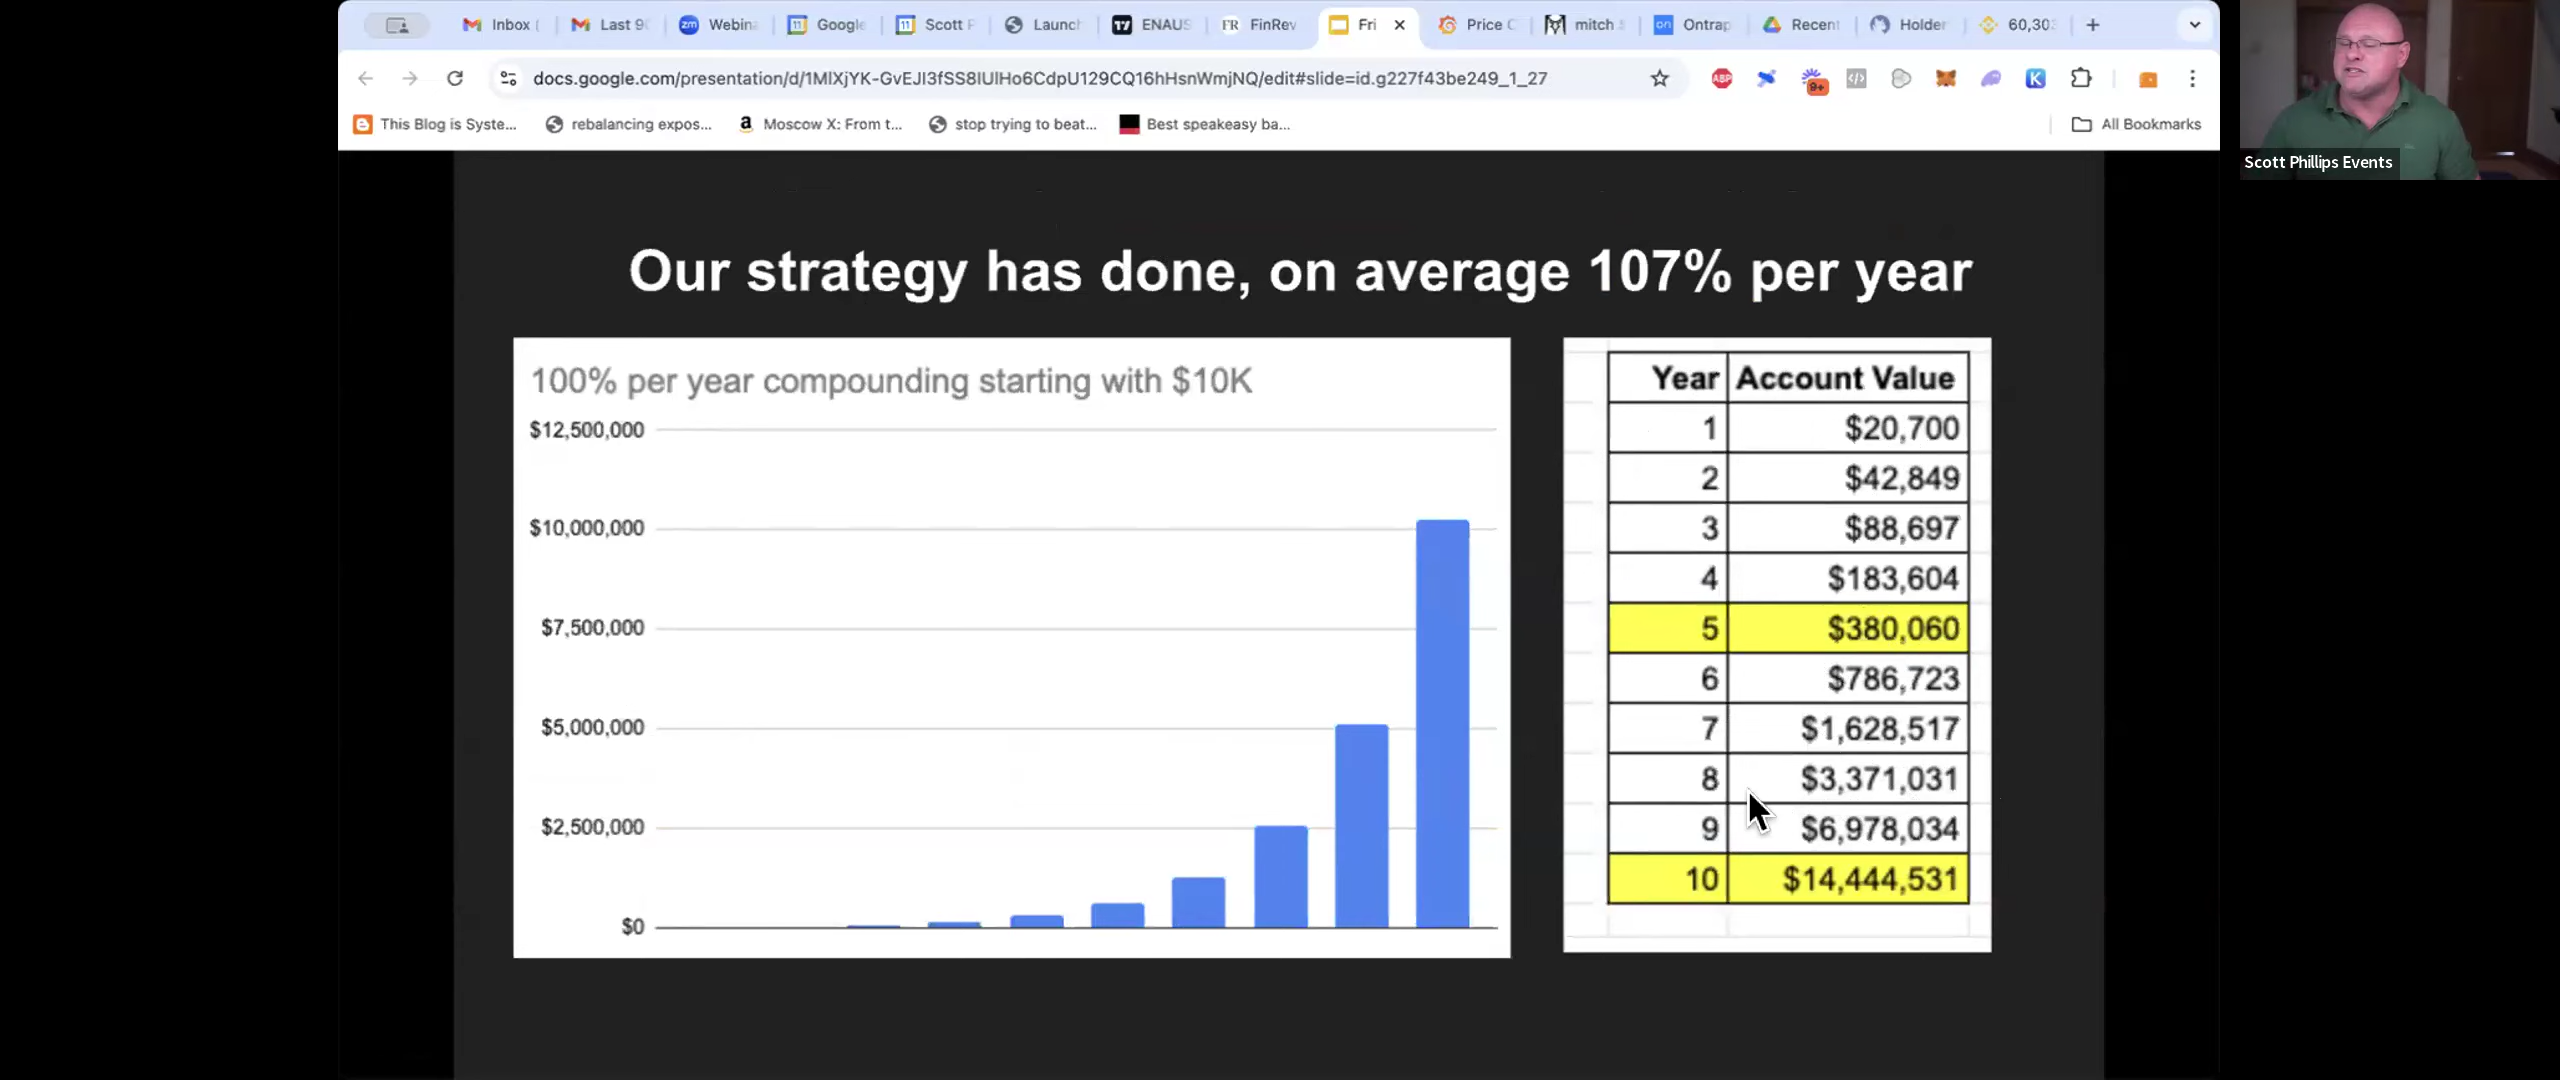 Inbox (
Last 9
Webin
Google
Scott P
Launc
ENAUS
FinRev
Fri
Price C
mitch
Ontrap
Recent
Holder
60,30
docs.google.com/presentation/d/1MlXjYK-GvEJI3fSS8IUlHo6CdpU129CQ16hHsnWmjNQ/edit#slide=id.g227f43be249_1_27
This Blog is Syste...
rebalancing expos...
Moscow X: From t...
stop trying to beat...
Best speakeasy ba...
All Bookmarks
Scott Phillips Events
Our strategy has done, on average 107% per year
100% per year compounding starting with $10K
$12,500,000
$10,000,000
$7,500,000
$5,000,000
$2,500,000
$0
Year Account Value
1 $20,700
2 $42,849
3 $88,697
4 $183,604
5 $380,060
6 $786,723
7 $1,628,517
8 $3,371,031
9 $6,978,034
10 $14,444,531